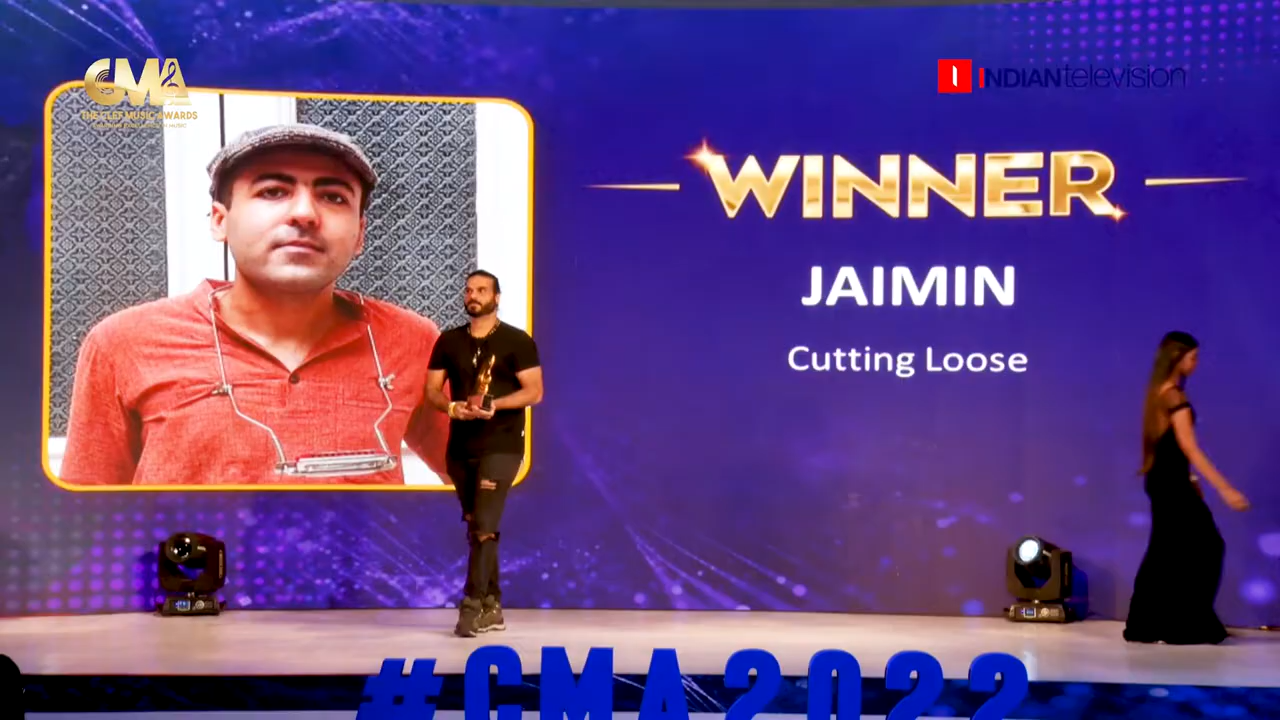 CMA
THE CLEF MUSIC AWARDS
INDIANtelevision
WINNER
JAIMIN
Cutting Loose
#CMA2022